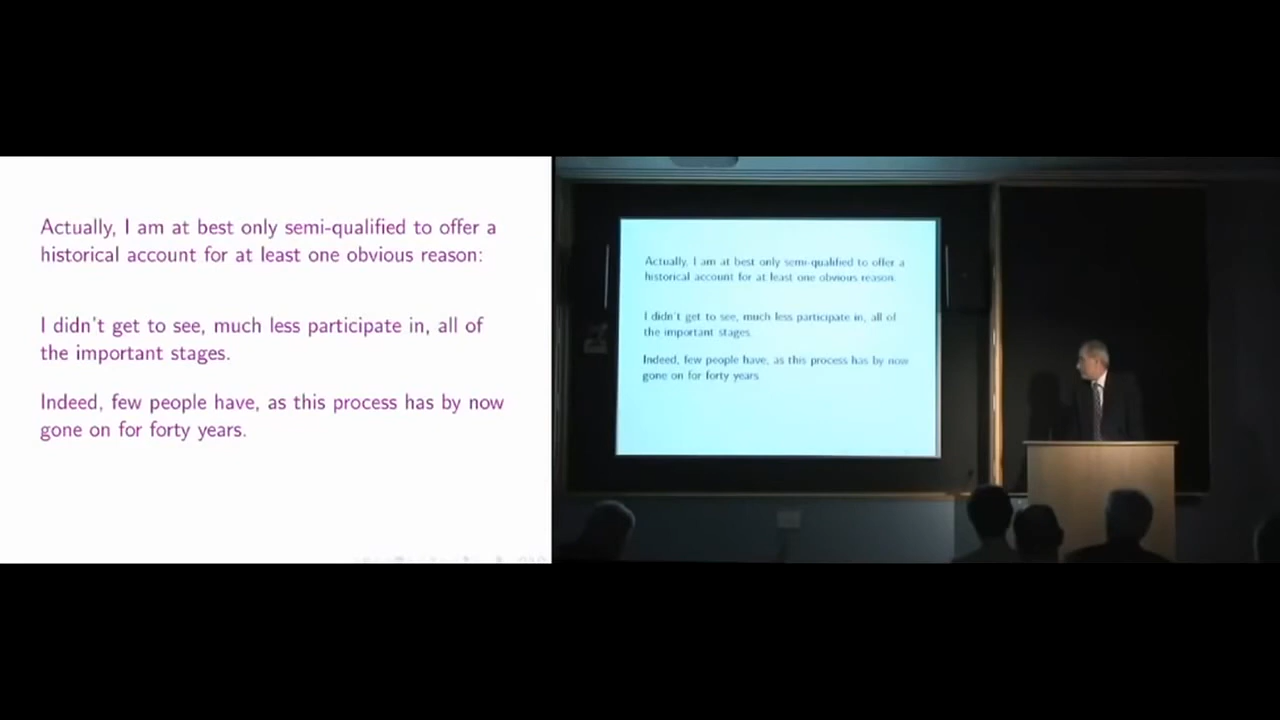 Actually, I am at best only semi-qualified to offer a
historical account for at least one obvious reason:
I didn't get to see, much less participate in, all of
the important stages.
Indeed, few people have, as this process has by now
gone on for forty years.
Actually, I am at best only semi-qualified to offer a
historical account for at least one obvious reason:
I didn't get to see, much less participate in, all of
the important stages.
Indeed, few people have, as this process has by now
gone on for forty years.